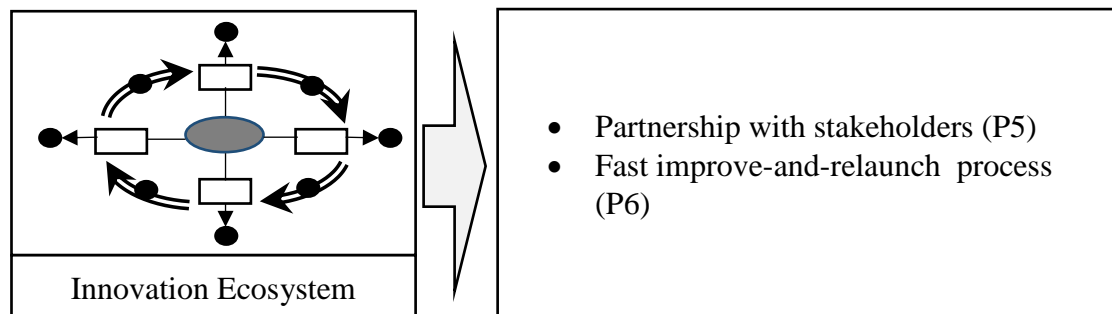 Innovation Ecosystem
• Partnership with stakeholders (P5)
• Fast improve-and-relaunch process
(P6)